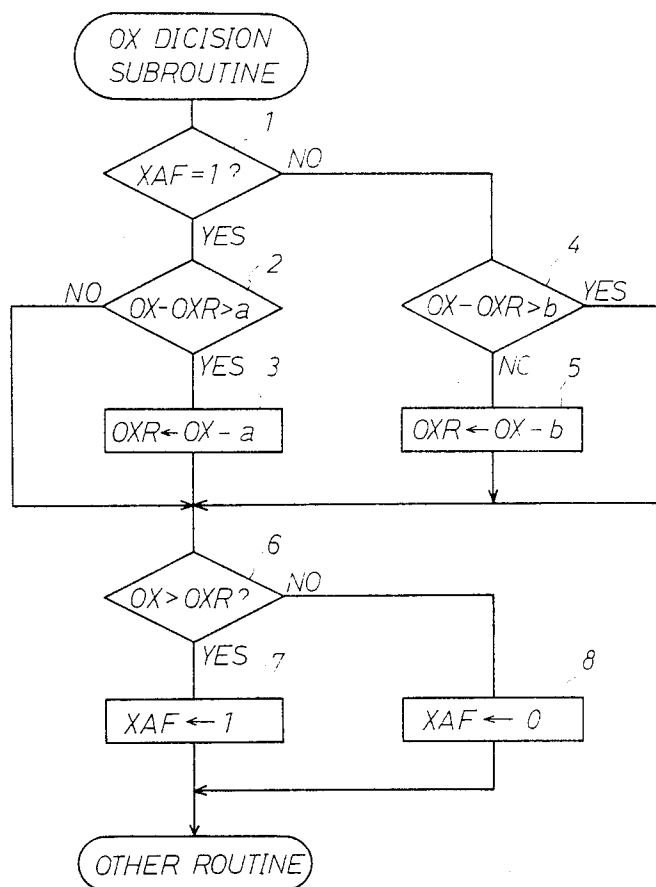 OX DICISION
SUBROUTINE
1
XAF=1?
NO
YES
2
4
NO
OX-OXR>a
OX-OXR>b
YES
YES
3
NO
5
OXR←OX-a
OXR←OX-b
6
OX>OXR?
NO
YES
7
8
XAF←1
XAF←0
OTHER ROUTINE